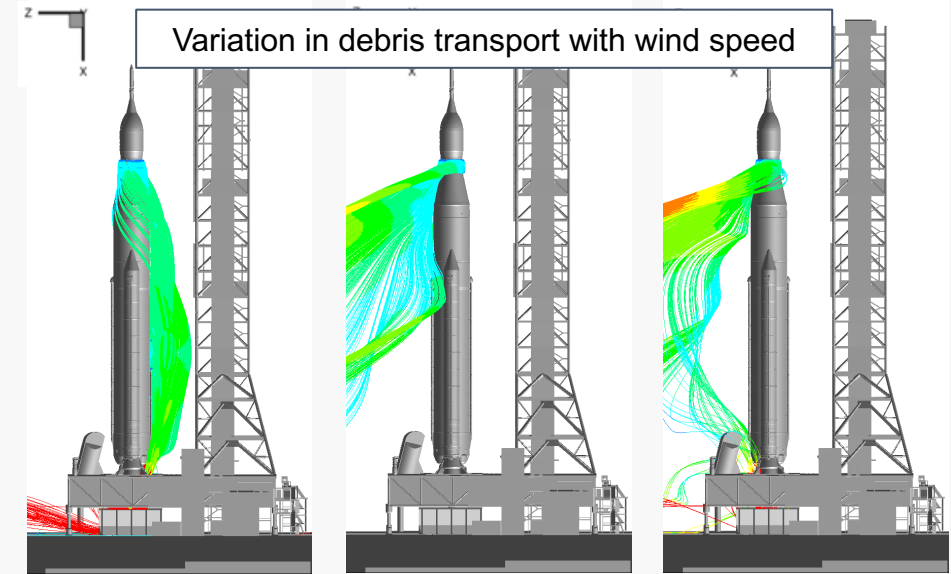 Variation in debris transport with wind speed
Z
X
X
X